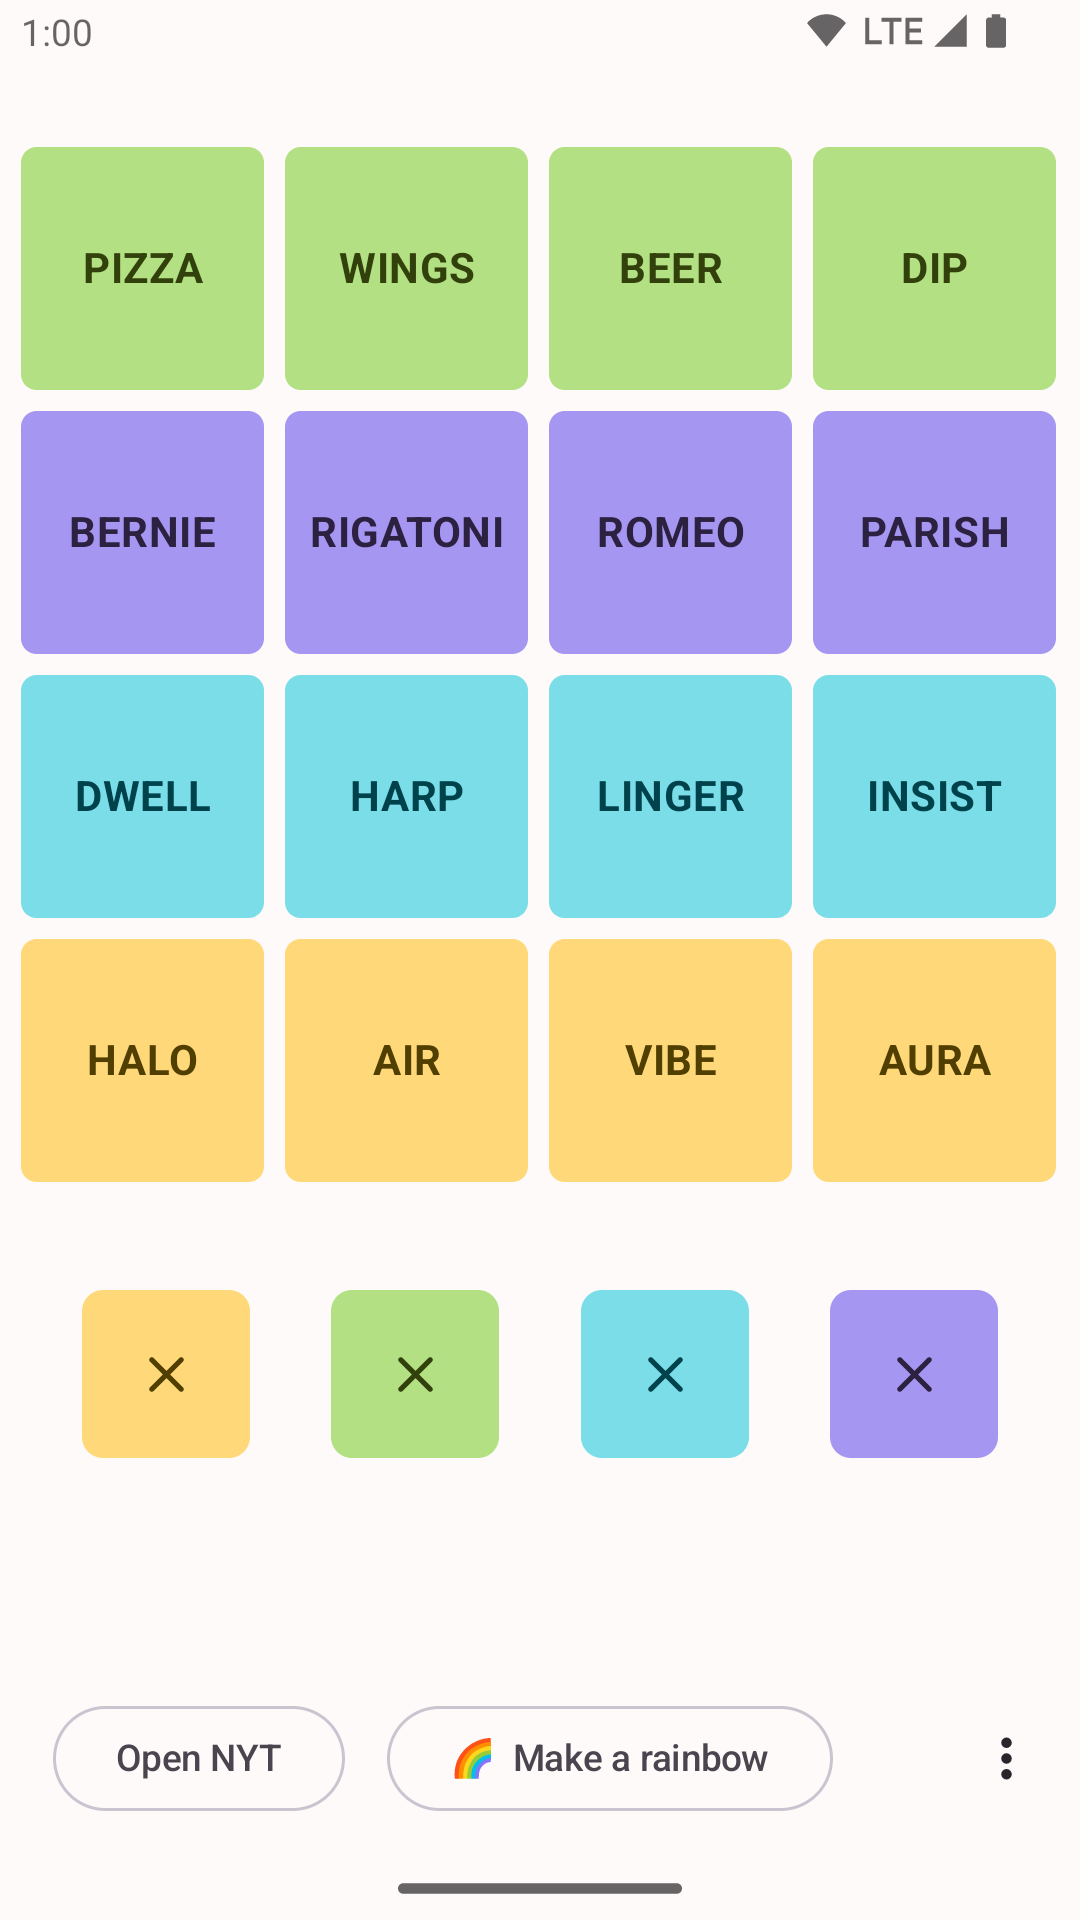 1:00 LTE
PIZZA WINGS BEER DIP
BERNIE RIGATONI ROMEO PARISH
DWELL HARP LINGER INSIST
HALO AIR VIBE AURA
Open NYT 🌈 Make a rainbow